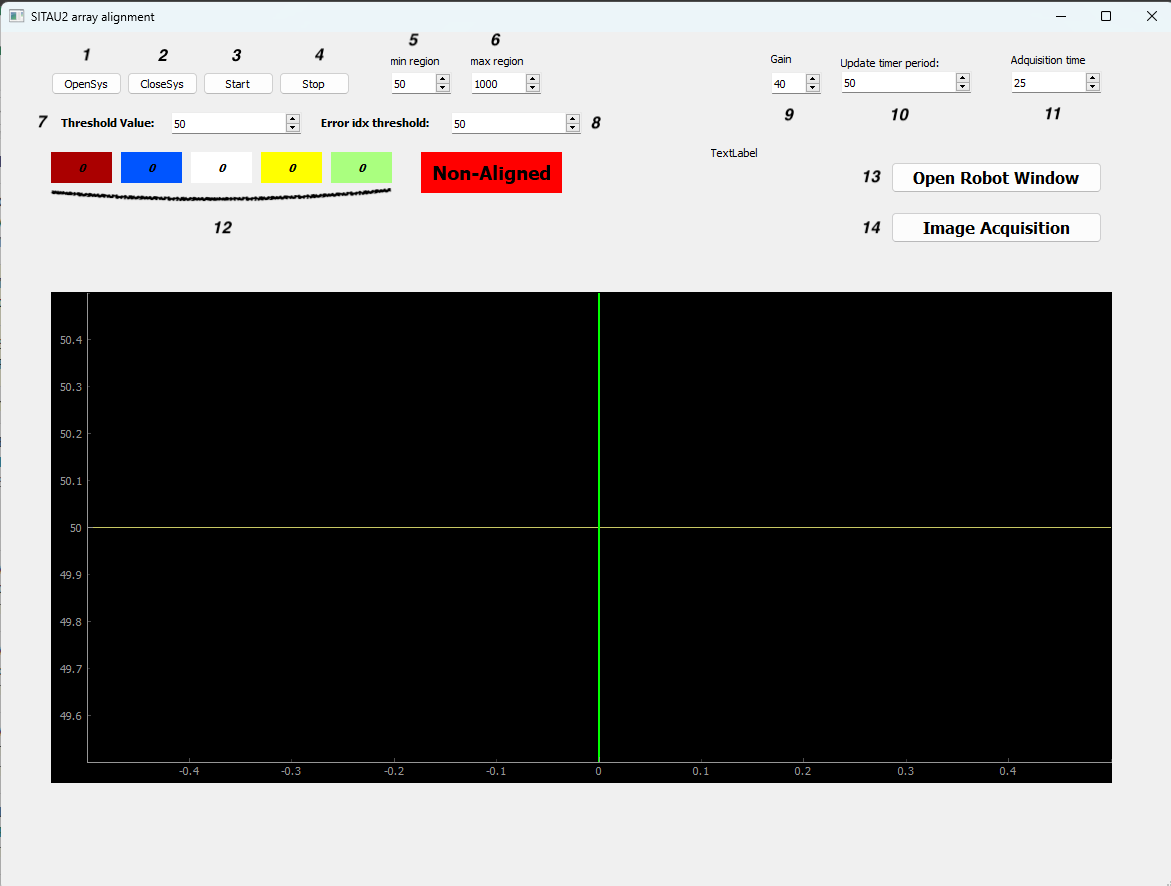 SITAU2 array alignment
1 2 3 4 5 6
min region max region Gain Update timer period: Adquisition time
OpenSys CloseSys Start Stop 50 1000 40 50 25
9 10 11
7 Threshold Value: 50 Error idx threshold: 50 8
TextLabel
0 0 0 0 0 Non-Aligned
13 Open Robot Window
12 14 Image Acquisition
50.4
50.3
50.2
50.1
50
49.9
49.8
49.7
49.6
-0.4 -0.3 -0.2 -0.1 0 0.1 0.2 0.3 0.4